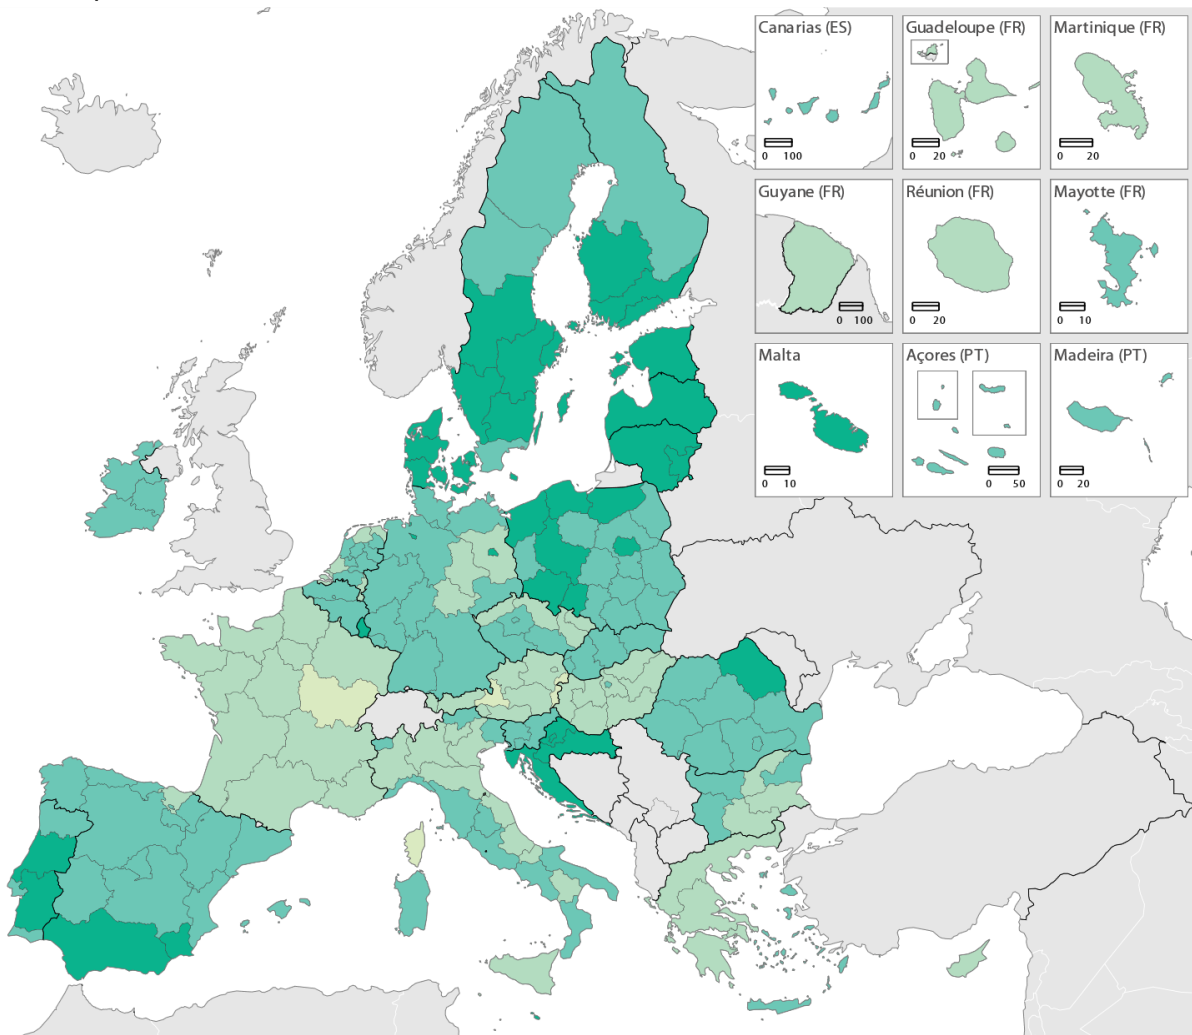 Canarias (ES)
0 100
Guadeloupe (FR)
0 20
Martinique (FR)
0 20
Guyane (FR)
0 100
Réunion (FR)
0 20
Mayotte (FR)
0 10
Malta
0 10
Açores (PT)
0 50
Madeira (PT)
0 20